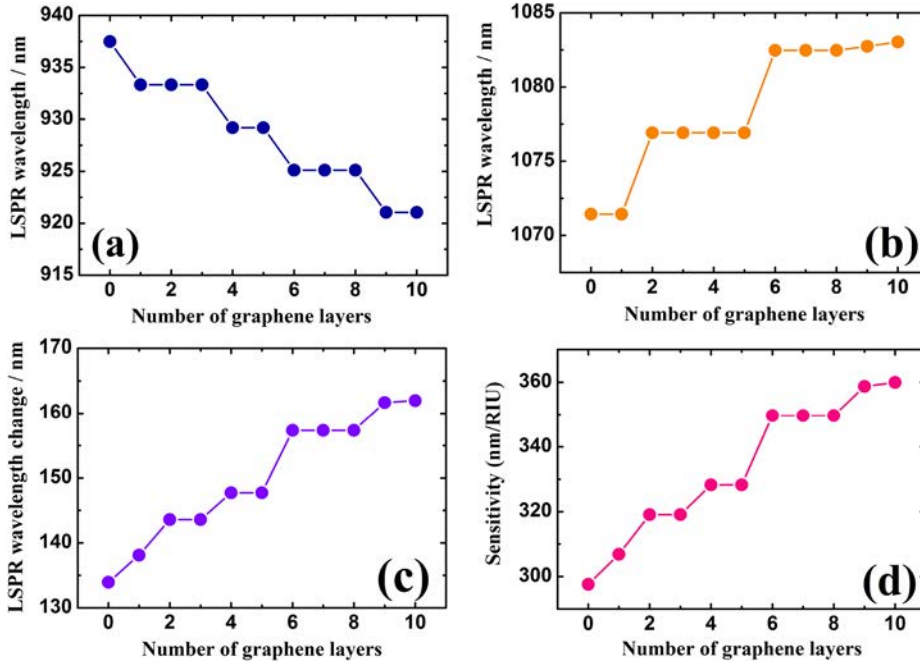 940
935
930
925
920
915
0 2 4 6 8 10
LSPR wavelength / nm
Number of graphene layers
(a)
1085
1080
1075
1070
0 2 4 6 8 10
LSPR wavelength / nm
Number of graphene layers
(b)
170
160
150
140
130
0 2 4 6 8 10
LSPR wavelength change / nm
Number of graphene layers
(c)
360
340
320
300
0 2 4 6 8 10
Sensitivity (nm/RIU)
Number of graphene layers
(d)